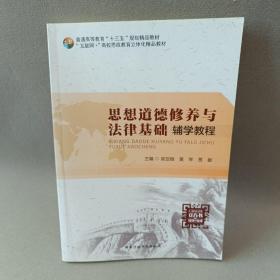 普通高等教育“十三五”规划精品教材
“互联网+”高校思政教育立体化精品教材
思想道德修养与
法律基础 辅学教程
SIXIANG DAODE XIUYANG YU FALÜ JICHU
FUXUE JIAOCHENG
主编